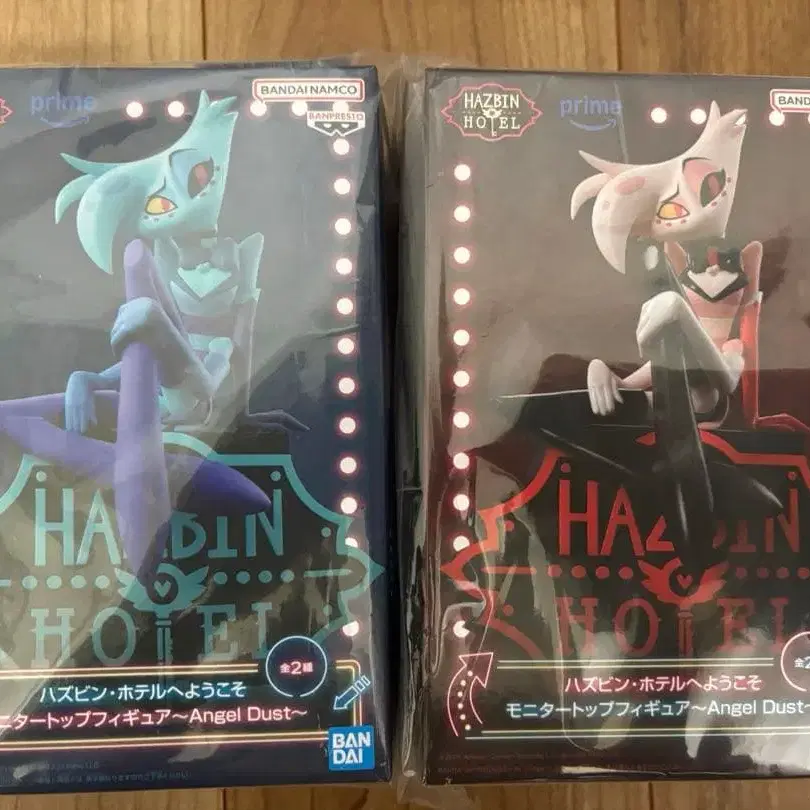 prime
BANDAI NAMCO
BANPRESTO
HAZBIN
HOTEL
全2種
ハズビン・ホテルへようこそ
ニタートップフィギュア～Angel Dust～
BAN
DAI
HAZBIN
HOTEL
prime
BANDAI
HAZBIN
HOTEL
全2
ハズビン・ホテルへようこそ
モニタートップフィギュア～Angel Dust～